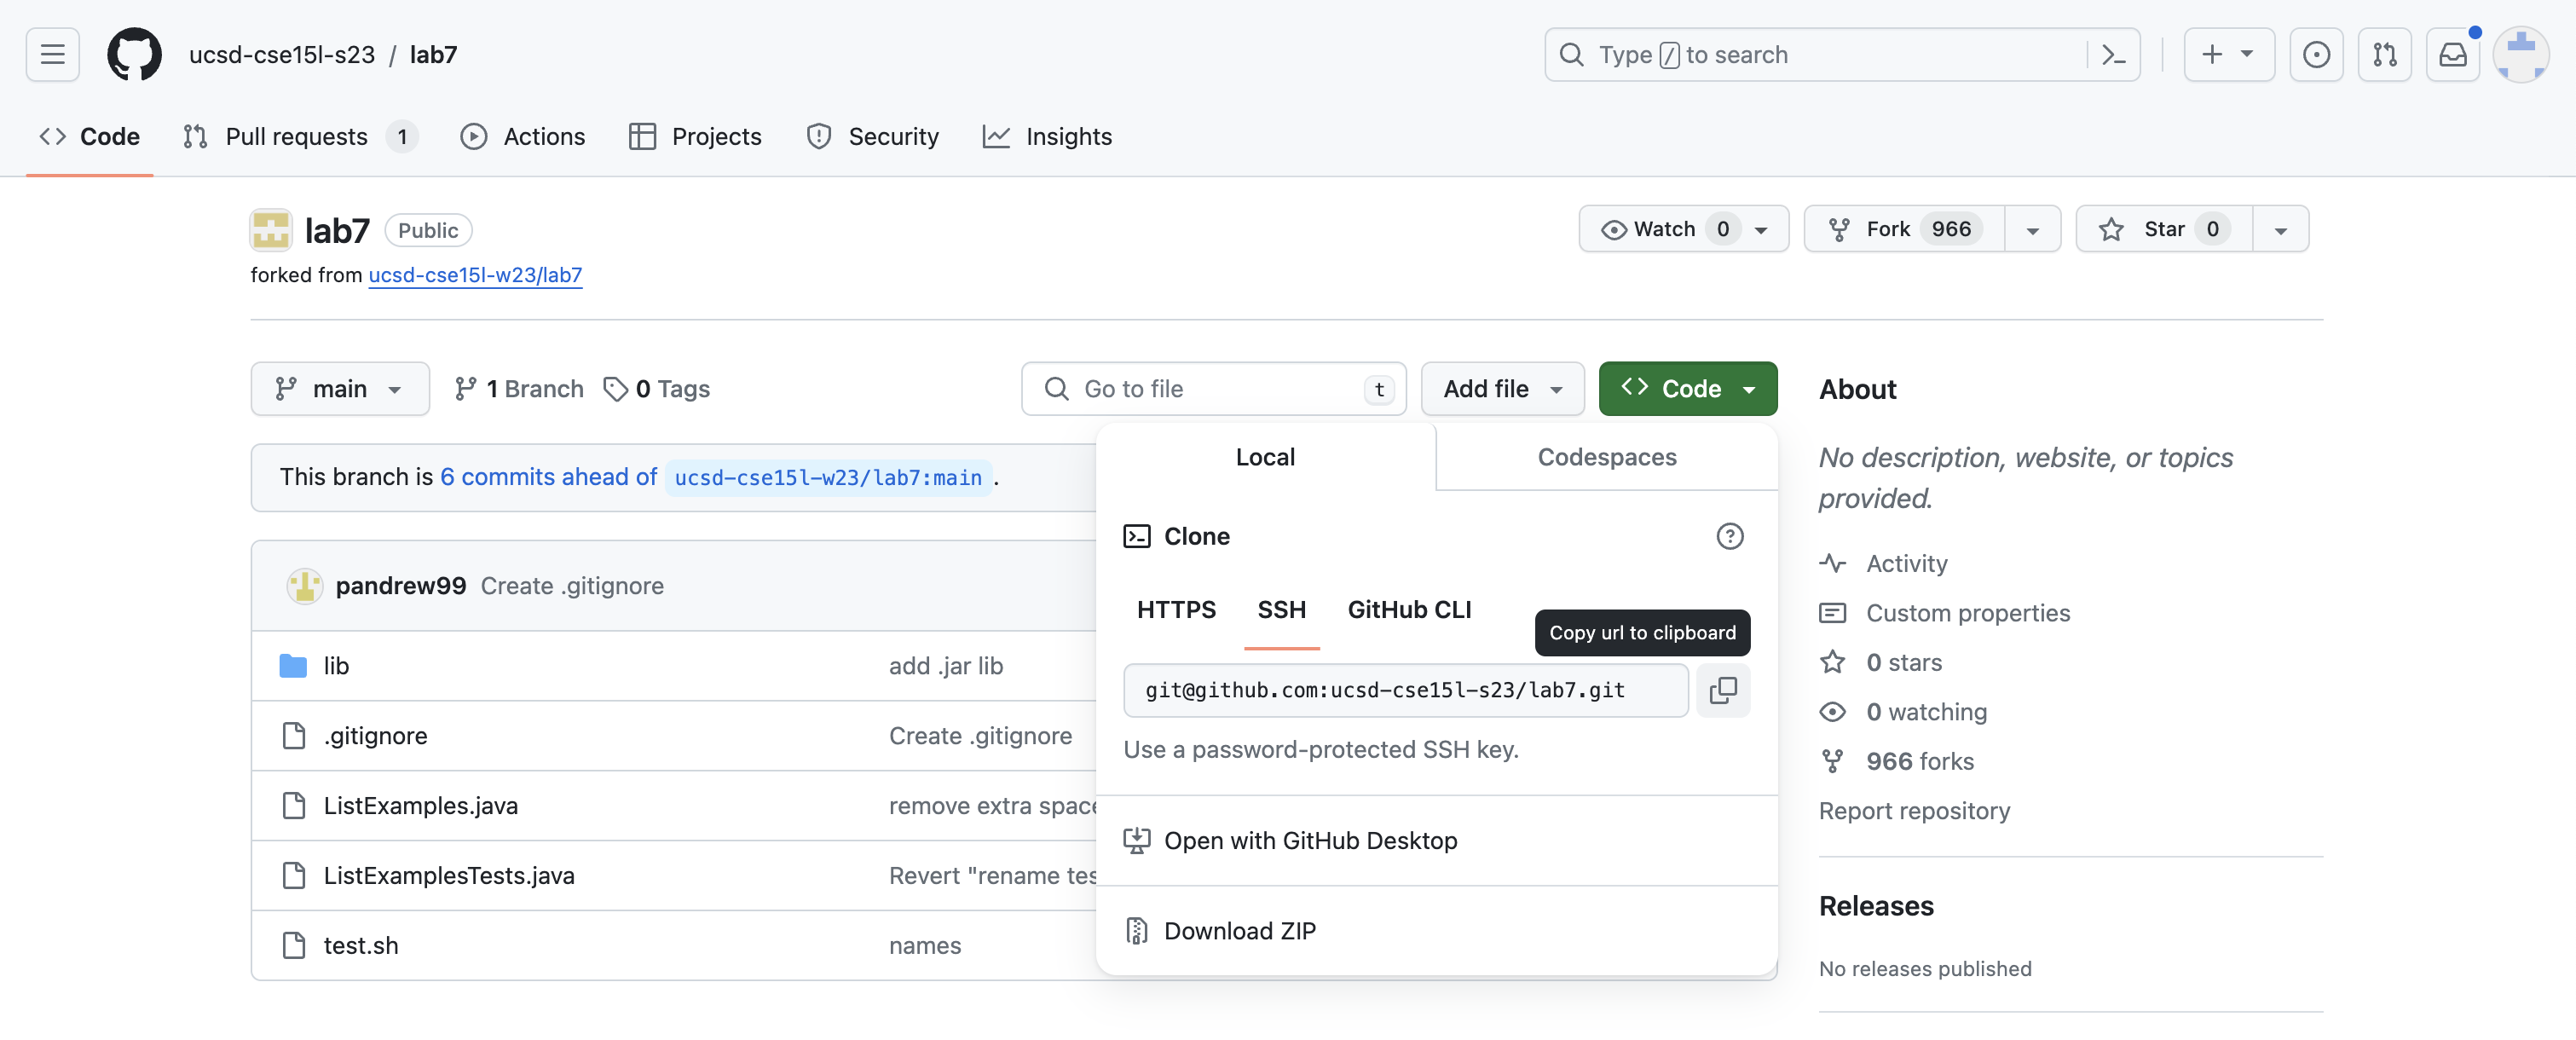 ucsd-cse15l-s23 / lab7
Type / to search
Code
Pull requests 1
Actions
Projects
Security
Insights
lab7 Public
forked from ucsd-cse15l-w23/lab7
Watch 0
Fork 966
Star 0
main
1 Branch
0 Tags
Go to file t
Add file
Code
This branch is 6 commits ahead of ucsd-cse15l-w23/lab7:main .
pandrew99 Create .gitignore
lib add .jar lib
.gitignore Create .gitignore
ListExamples.java remove extra space
ListExamplesTests.java Revert "rename tes
test.sh names
Local
Codespaces
Clone
HTTPS SSH GitHub CLI
Copy url to clipboard
git@github.com:ucsd-cse15l-s23/lab7.git
Use a password-protected SSH key.
Open with GitHub Desktop
Download ZIP
About
No description, website, or topics
provided.
Activity
Custom properties
0 stars
0 watching
966 forks
Report repository
Releases
No releases published